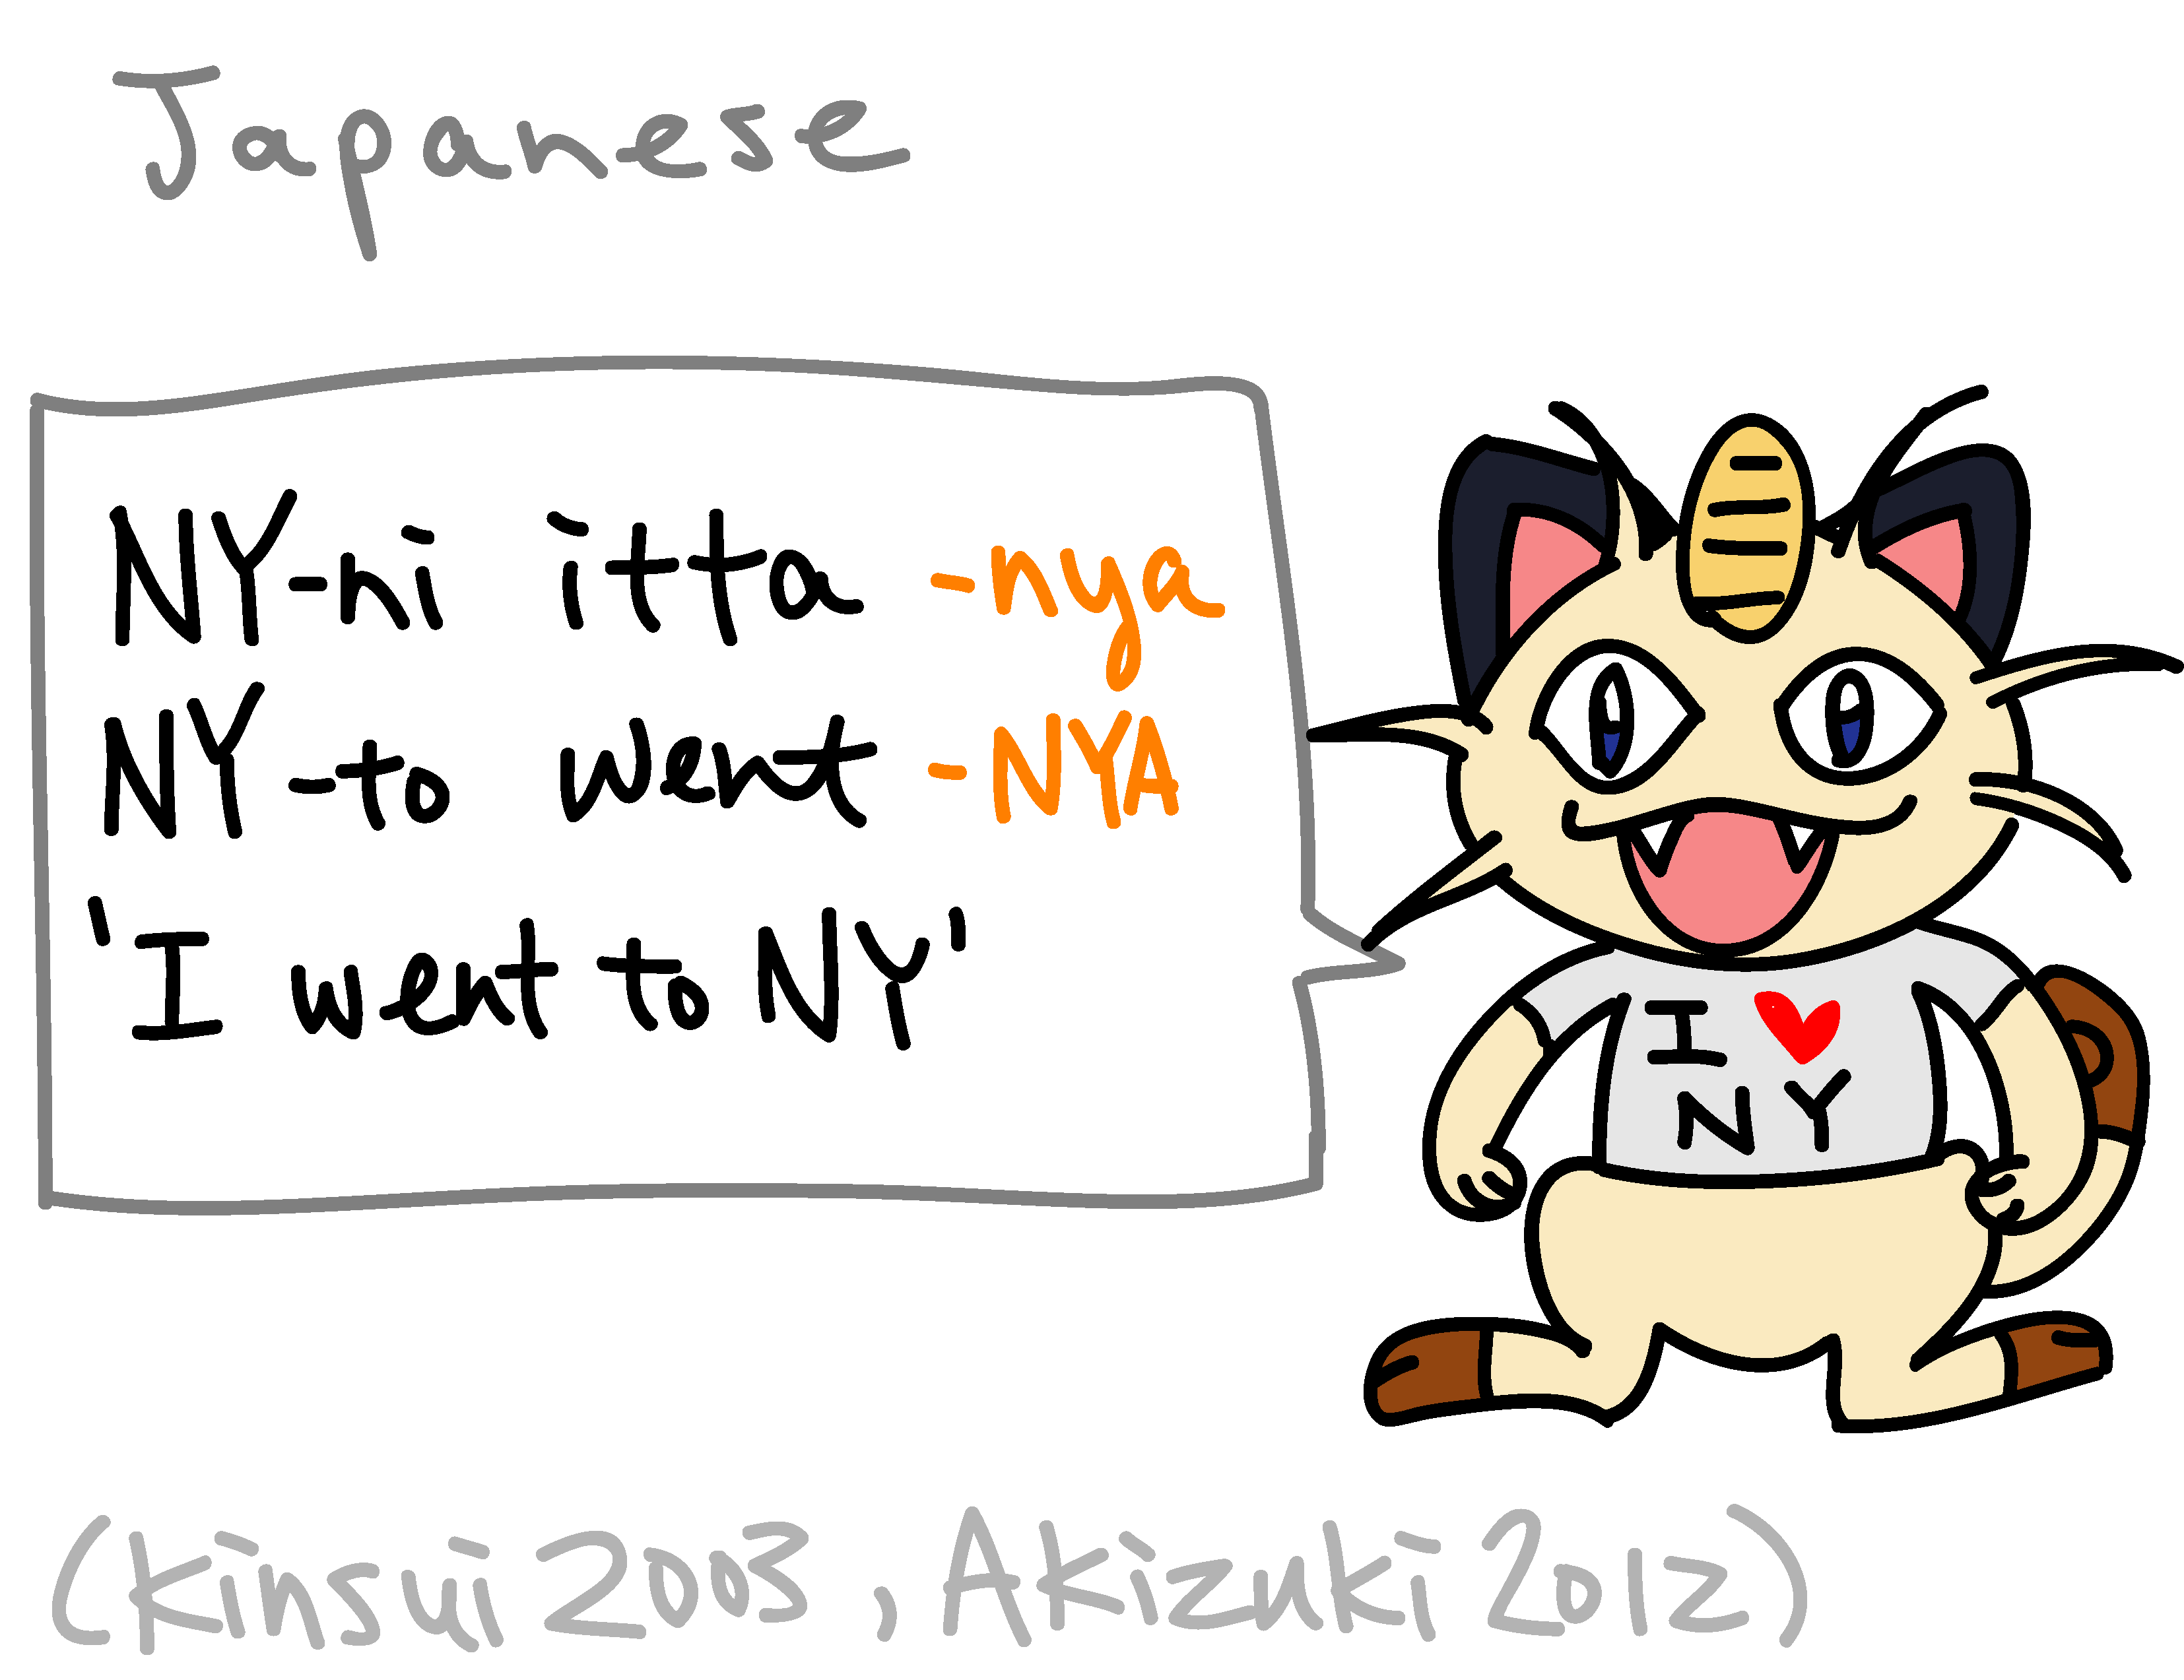 Japanese
NY-ni itta -nya
NY-to went -NYA
'I went to NY'
I ♥
NY
(Kinsui 2003, Akizuki 2012)